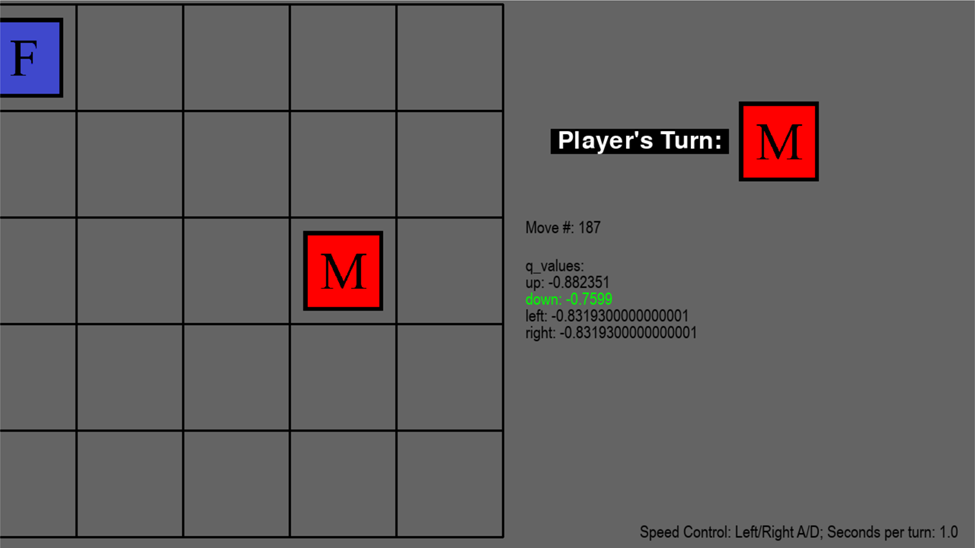 F
Player's Turn: M
M
Move #: 187
q_values:
up: -0.882351
down: -0.7599
left: -0.8319300000000001
right: -0.8319300000000001
Speed Control: Left/Right A/D; Seconds per turn: 1.0